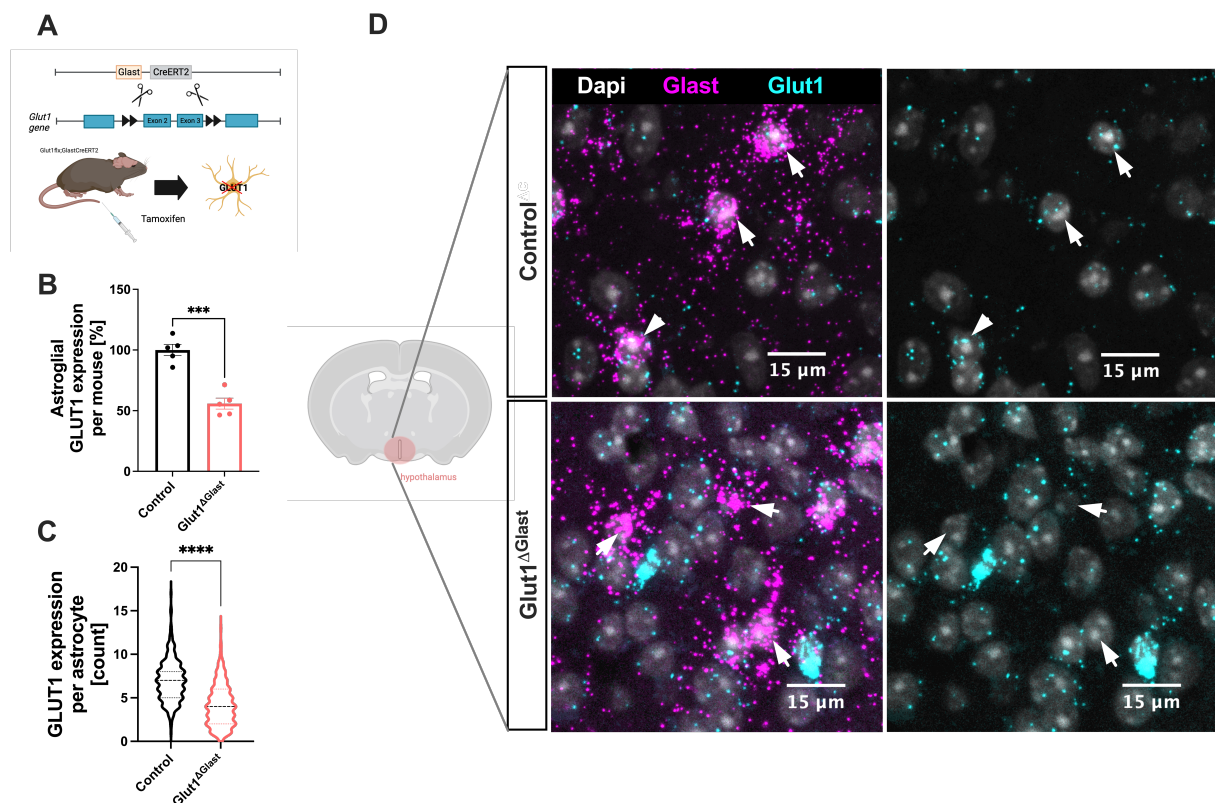 A
Glast
CreERT2
Glut1
gene
Exon 2
Exon 3
Glut1flx;GlastCreERT2
GLUT1
Tamoxifen
B
Astroglial
GLUT1 expression
per mouse [%]
150
100
50
0
***
Control
Glut1ΔGlast
C
GLUT1 expression
per astrocyte
[count]
20
15
10
5
0
****
Control
Glut1ΔGlast
hypothalamus
D
Dapi Glast Glut1
Control
15 μm
15 μm
Glut1ΔGlast
15 μm
15 μm